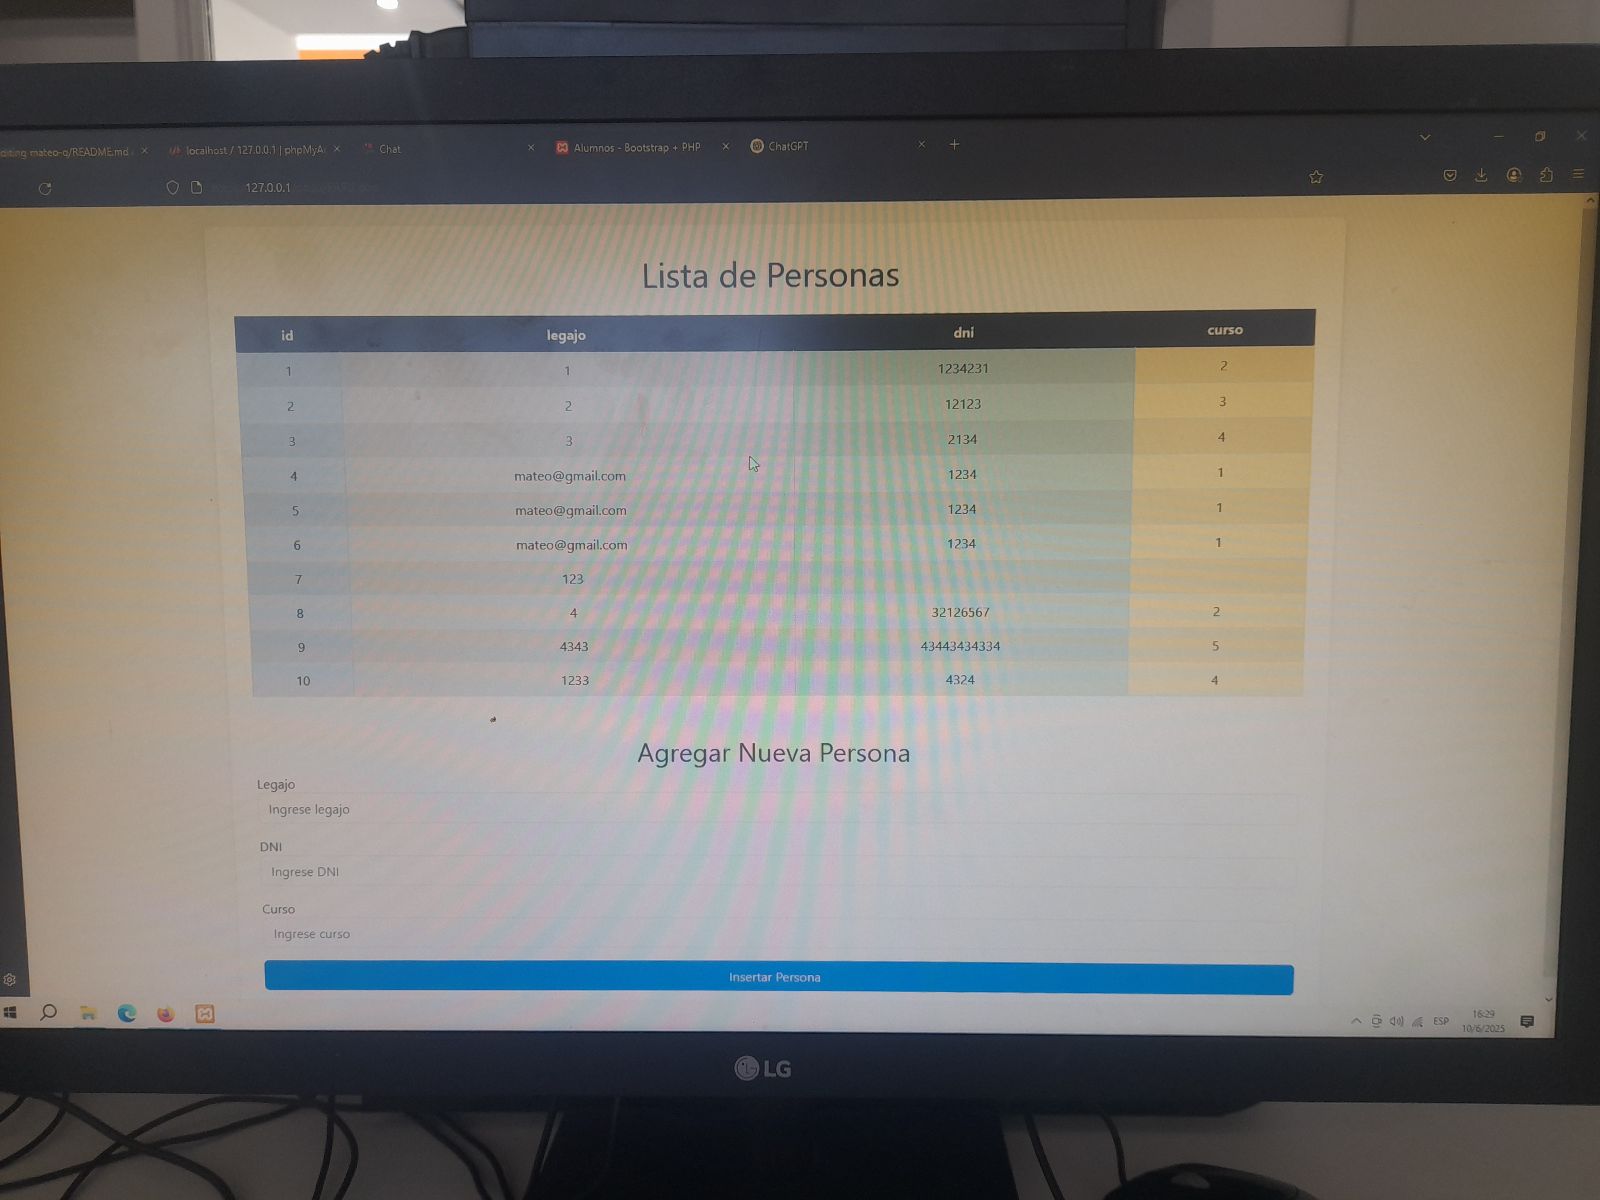 diting mateo-q/README.md
localhost / 127.0.0.1 | phpMyA
Chat
Alumnos - Bootstrap + PHP
ChatGPT
127.0.0.1
Lista de Personas
id legajo dni curso
1 1 1234231 2
2 2 12123 3
3 3 2134 4
4 mateo@gmail.com 1234 1
5 mateo@gmail.com 1234 1
6 mateo@gmail.com 1234 1
7 123
8 4 32126567 2
9 4343 43443434334 5
10 1233 4324 4
Agregar Nueva Persona
Legajo
Ingrese legajo
DNI
Ingrese DNI
Curso
Ingrese curso
Insertar Persona
ESP
16:29
10/6/2025
LG